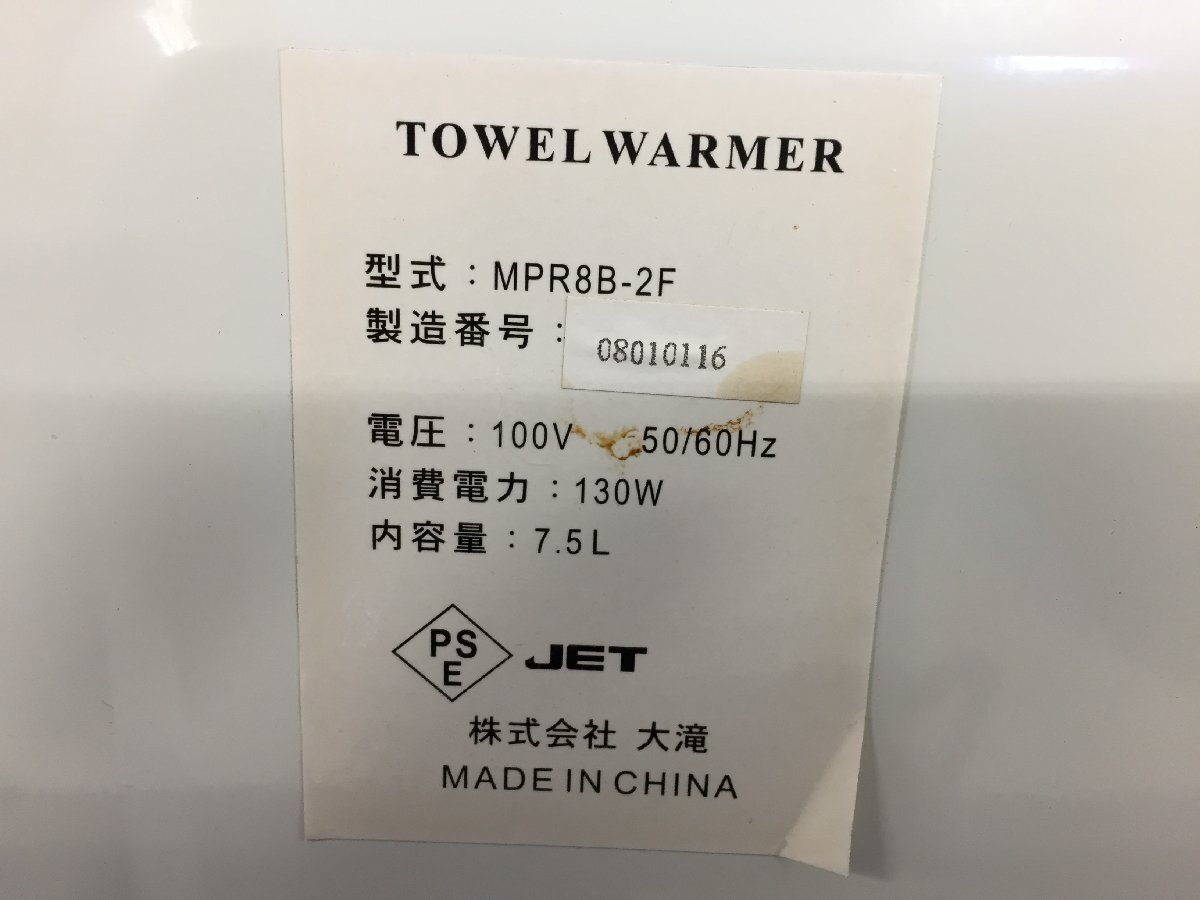 TOWEL WARMER
型式：MPR8B-2F
製造番号：08010116
電圧：100V 50/60Hz
消費電力：130W
内容量：7.5L
PS
E
JET
株式会社 大滝
MADE IN CHINA